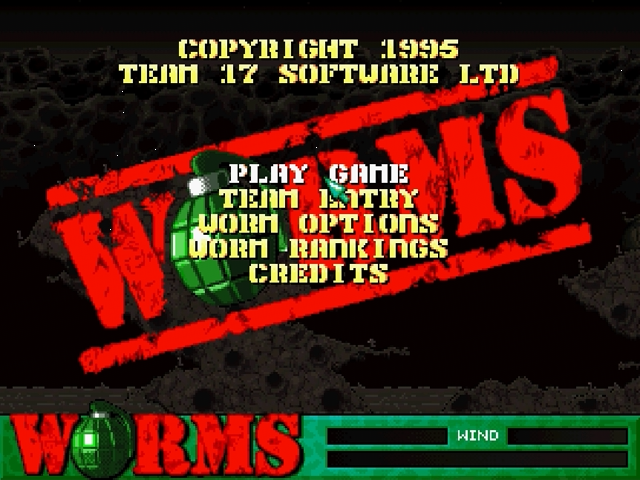 COPYRIGHT 1995
TEAM 17 SOFTWARE LTD
WORMS
PLAY GAME
TEAM ENTRY
WORM OPTIONS
WORM RANKINGS
CREDITS
WORMS
WIND